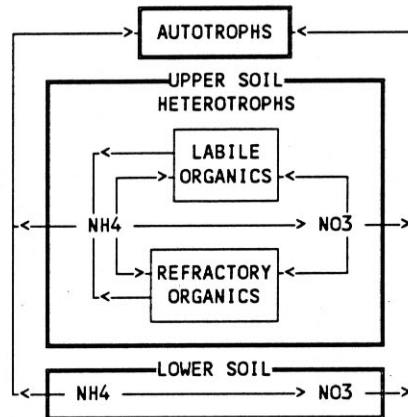 AUTOTROPHS
UPPER SOIL
HETEROTROPHS
LABILE
ORGANICS
NH4
NO3
REFRACTORY
ORGANICS
LOWER SOIL
NH4
NO3